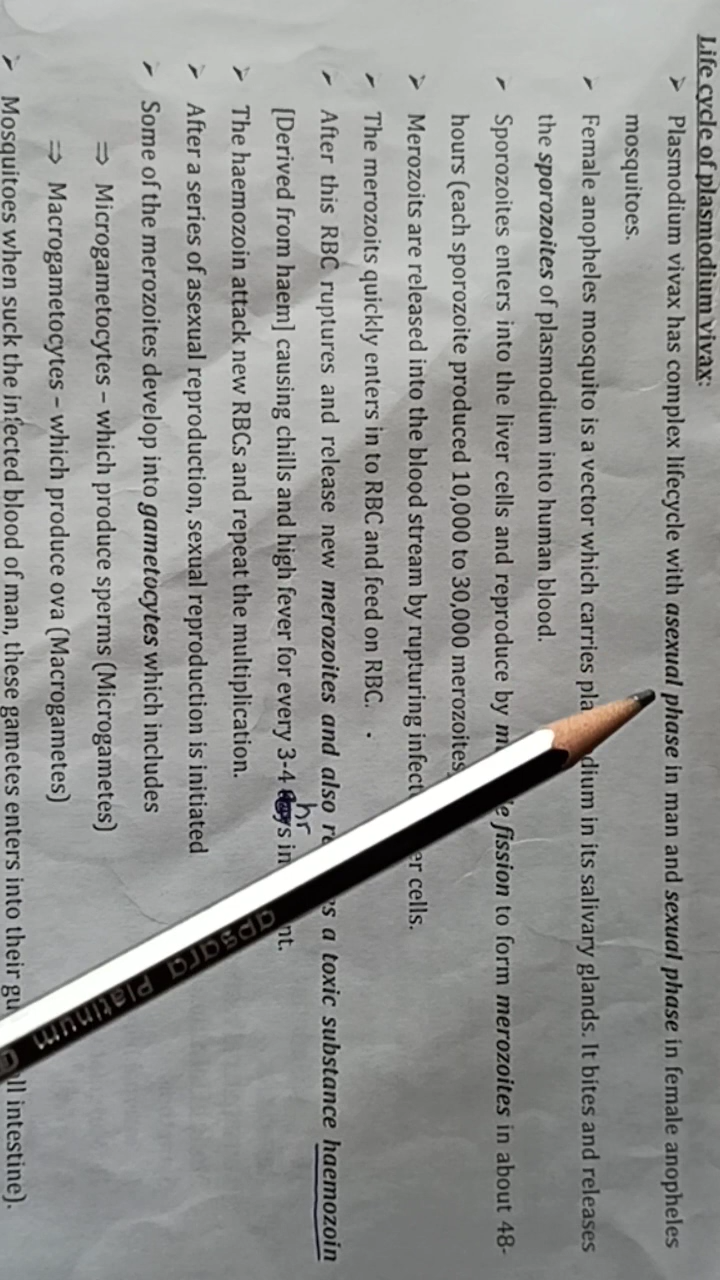 Life cycle of plasmodium vivax:
➢ Plasmodium vivax has complex lifecycle with asexual phase in man and sexual phase in female anopheles
mosquitoes.
➢ Female anopheles mosquito is a vector which carries pla dium in its salivary glands. It bites and releases
the sporozoites of plasmodium into human blood.
➢ Sporozoites enters into the liver cells and reproduce by m e fission to form merozoites in about 48-
hours (each sporozoite produced 10,000 to 30,000 merozoites
➢ Merozoits are released into the blood stream by rupturing infect er cells.
➢ The merozoits quickly enters in to RBC and feed on RBC.
➢ After this RBC ruptures and release new merozoites and also re es a toxic substance haemozoin
[Derived from haem] causing chills and high fever for every 3-4 hrs in nt.
➢ The haemozoin attack new RBCs and repeat the multiplication.
➢ After a series of asexual reproduction, sexual reproduction is initiated
➢ Some of the merozoites develop into gametocytes which includes
⇒ Microgametocytes – which produce sperms (Microgametes)
⇒ Macrogametocytes – which produce ova (Macrogametes)
➢ Mosquitoes when suck the infected blood of man, these gametes enters into their gu ll intestine).
apsara platinum